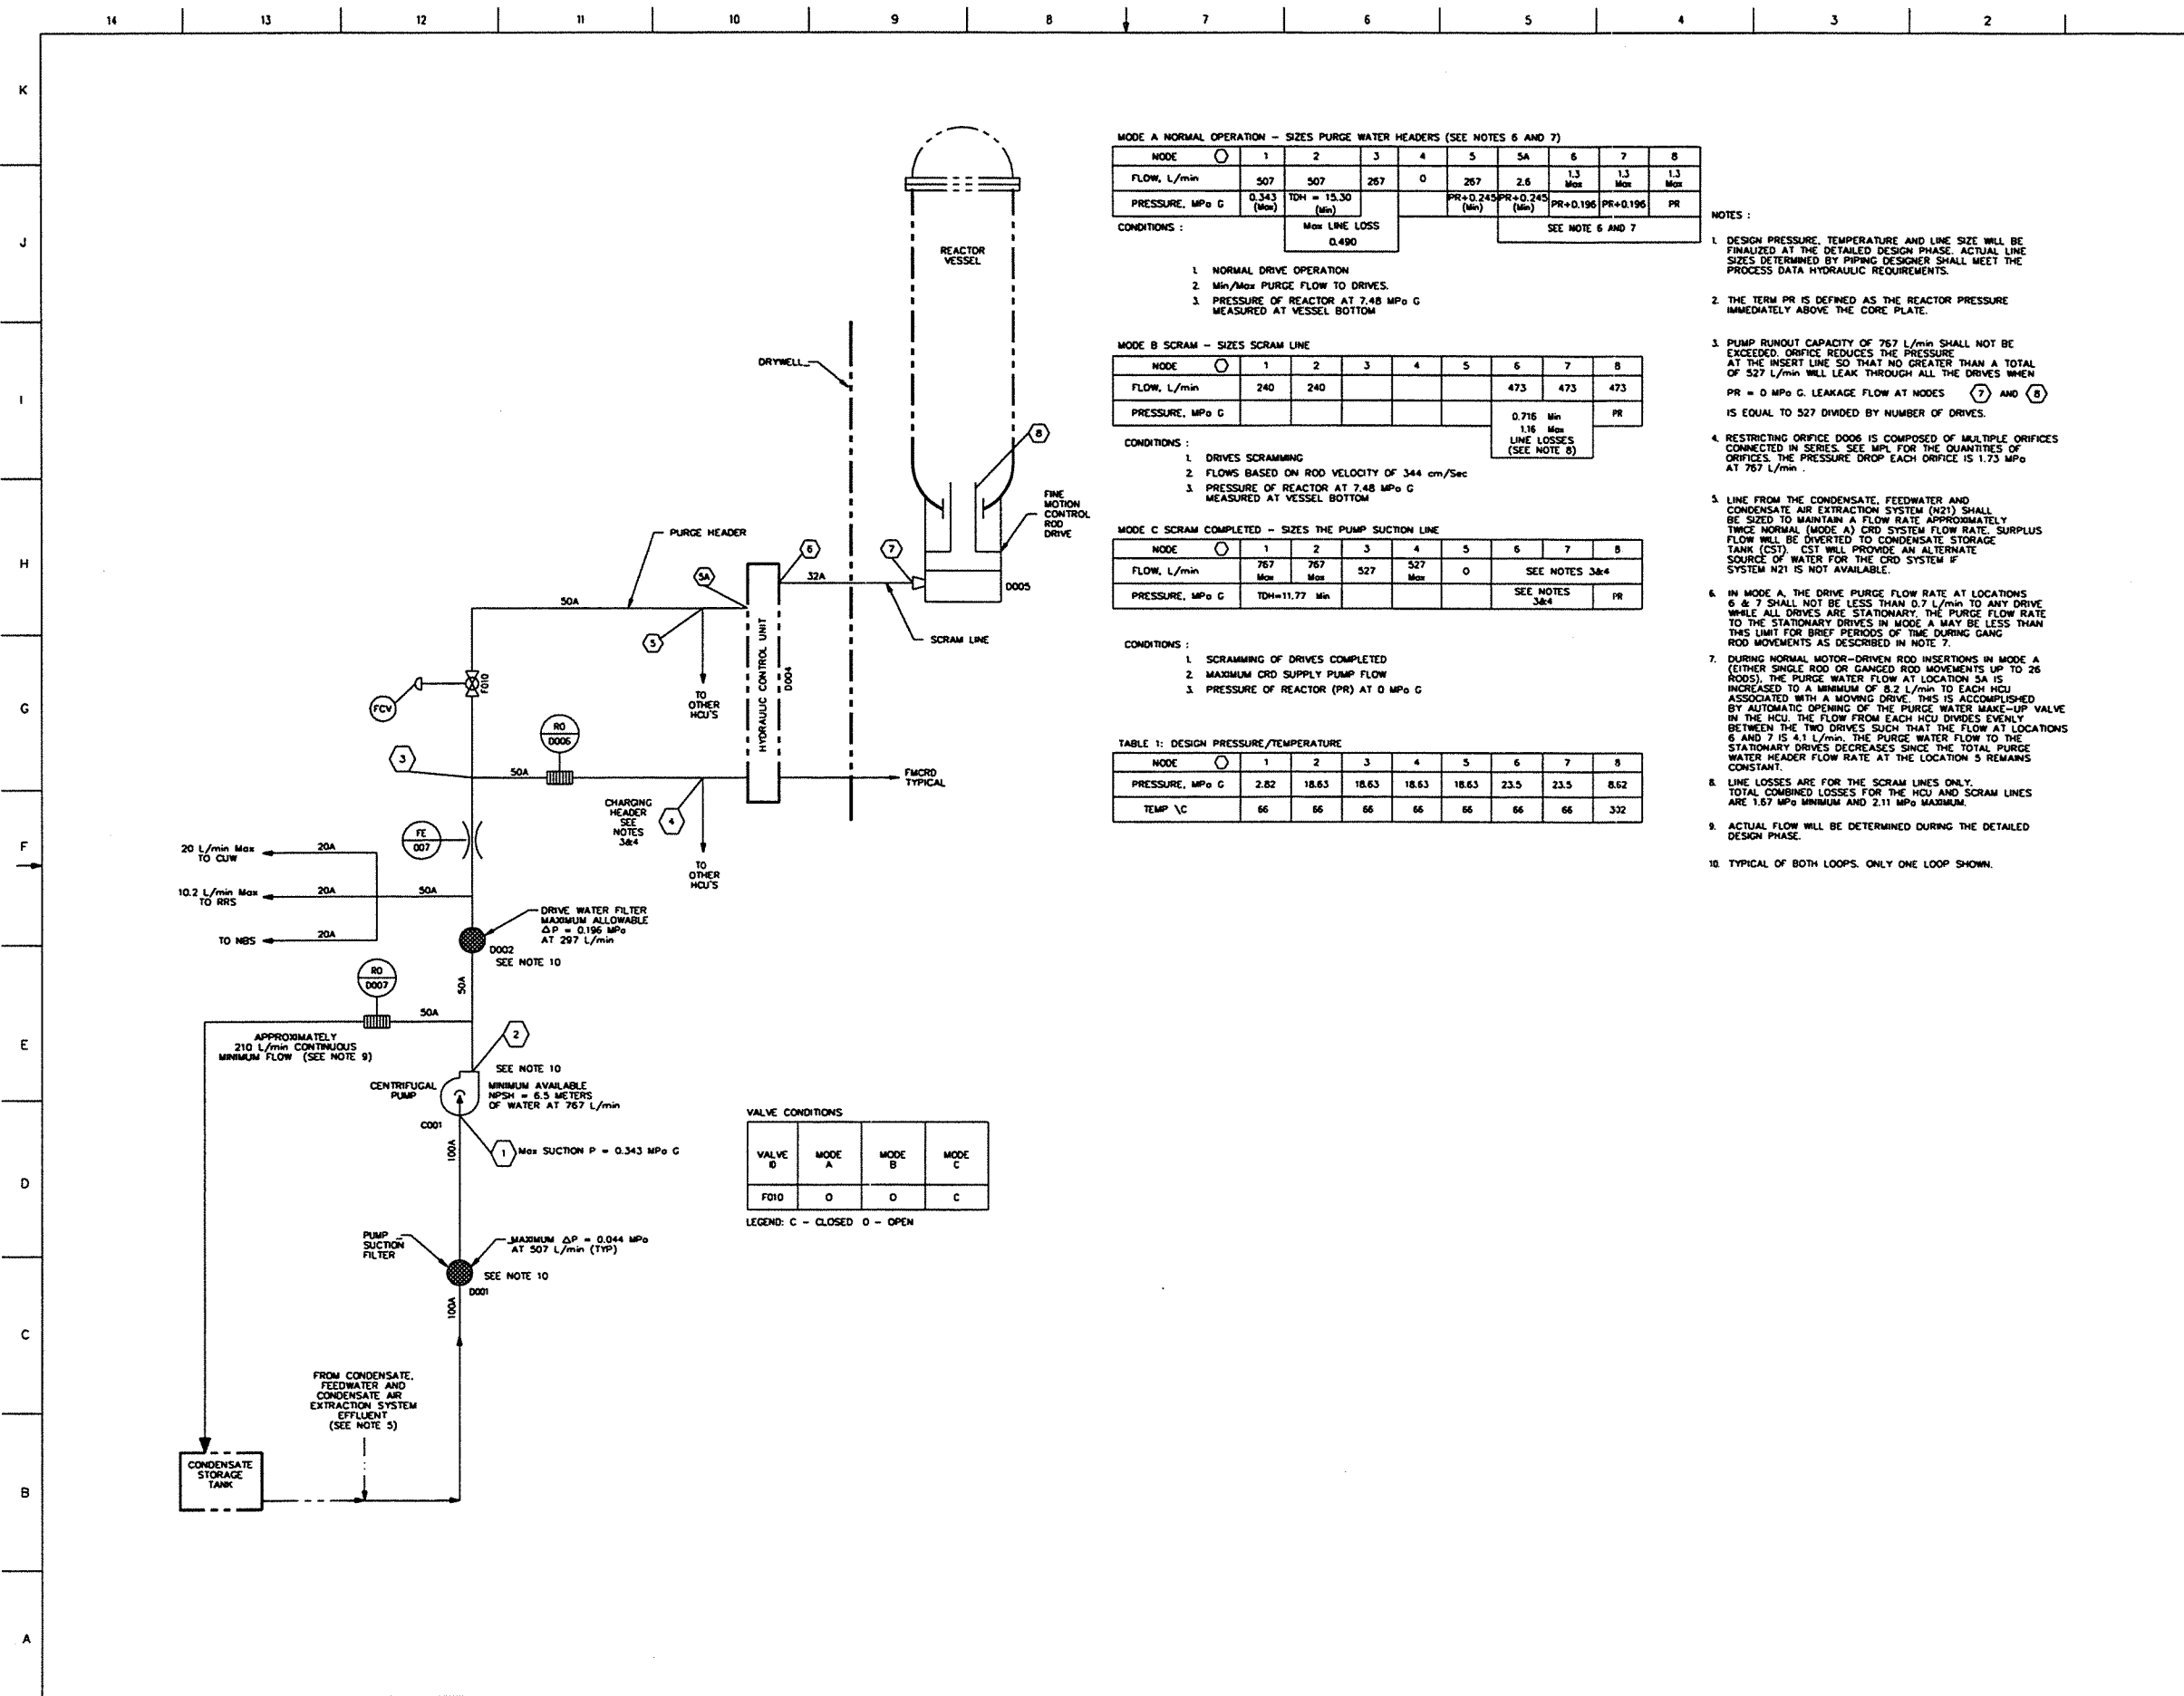 14 13 12 11 10 9 8 7 6 5 4 3 2
K
J
I
H
G
F
E
D
C
B
A
REACTOR
VESSEL
DRYWELL
8
FINE
MOTION
CONTROL
ROD
DRIVE
PURGE HEADER
6
7
5A
32A
D005
50A
5
SCRAM LINE
HYDRAULIC CONTROL UNIT
D004
F010
FCV
TO
OTHER
HCU'S
RO
D006
3
50A
FMCRD
TYPICAL
CHARGING
HEADER
SEE
NOTES
3&4
4
FE
007
20 L/min Max
TO CUW
20A
TO
OTHER
HCU'S
10.2 L/min Max
TO RRS
20A
50A
DRIVE WATER FILTER
MAXIMUM ALLOWABLE
ΔP = 0.196 MPa
AT 297 L/min
TO NBS
20A
D002
SEE NOTE 10
RO
D007
50A
50A
APPROXIMATELY
210 L/min CONTINUOUS
MINIMUM FLOW (SEE NOTE 9)
2
SEE NOTE 10
CENTRIFUGAL
PUMP
MINIMUM AVAILABLE
NPSH = 6.5 METERS
OF WATER AT 767 L/min
C001
100A
1
Max SUCTION P = 0.343 MPa G
PUMP
SUCTION
FILTER
MAXIMUM ΔP = 0.044 MPa
AT 507 L/min (TYP)
SEE NOTE 10
D001
100A
FROM CONDENSATE,
FEEDWATER AND
CONDENSATE AIR
EXTRACTION SYSTEM
EFFLUENT
(SEE NOTE 5)
CONDENSATE
STORAGE
TANK
VALVE CONDITIONS
VALVE ID MODE A MODE B MODE C
F010 O O C
LEGEND: C - CLOSED O - OPEN
MODE A NORMAL OPERATION - SIZES PURGE WATER HEADERS (SEE NOTES 6 AND 7)
NODE 1 2 3 4 5 5A 6 7 8
FLOW, L/min 507 507 267 0 267 2.6 1.3 Max 1.3 Max 1.3 Max
PRESSURE, MPa G 0.343 (Max) TDH = 15.30 (Min) PR+0.245 (Min) PR+0.245 (Min) PR+0.196 PR+0.196 PR
CONDITIONS :
Max LINE LOSS
0.490
SEE NOTE 6 AND 7
1. NORMAL DRIVE OPERATION
2. Min/Max PURGE FLOW TO DRIVES.
3. PRESSURE OF REACTOR AT 7.48 MPa G
MEASURED AT VESSEL BOTTOM
MODE B SCRAM - SIZES SCRAM LINE
NODE 1 2 3 4 5 6 7 8
FLOW, L/min 240 240 473 473 473
PRESSURE, MPa G 0.716 Min PR
1.16 Max
LINE LOSSES
(SEE NOTE 8)
CONDITIONS :
1. DRIVES SCRAMMING
2. FLOWS BASED ON ROD VELOCITY OF 344 cm/Sec
3. PRESSURE OF REACTOR AT 7.48 MPa G
MEASURED AT VESSEL BOTTOM
MODE C SCRAM COMPLETED - SIZES THE PUMP SUCTION LINE
NODE 1 2 3 4 5 6 7 8
FLOW, L/min 767 Max 767 Max 527 527 Max 0 SEE NOTES 3&4
PRESSURE, MPa G TDH=11.77 Min SEE NOTES 3&4 PR
CONDITIONS :
1. SCRAMMING OF DRIVES COMPLETED
2. MAXIMUM CRD SUPPLY PUMP FLOW
3. PRESSURE OF REACTOR (PR) AT 0 MPa G
TABLE 1: DESIGN PRESSURE/TEMPERATURE
NODE 1 2 3 4 5 6 7 8
PRESSURE, MPa G 2.82 18.63 18.63 18.63 18.63 23.5 23.5 8.62
TEMP \C 66 66 66 66 66 66 66 302
NOTES :
1. DESIGN PRESSURE, TEMPERATURE AND LINE SIZE WILL BE
FINALIZED AT THE DETAILED DESIGN PHASE. ACTUAL LINE
SIZES DETERMINED BY PIPING DESIGNER SHALL MEET THE
PROCESS DATA HYDRAULIC REQUIREMENTS.
2. THE TERM PR IS DEFINED AS THE REACTOR PRESSURE
IMMEDIATELY ABOVE THE CORE PLATE.
3. PUMP RUNOUT CAPACITY OF 767 L/min SHALL NOT BE
EXCEEDED. ORIFICE REDUCES THE PRESSURE
AT THE INSERT LINE SO THAT NO GREATER THAN A TOTAL
OF 527 L/min WILL LEAK THROUGH ALL THE DRIVES WHEN
PR = 0 MPa G. LEAKAGE FLOW AT NODES 7 AND 8
IS EQUAL TO 527 DIVIDED BY NUMBER OF DRIVES.
4. RESTRICTING ORIFICE D006 IS COMPOSED OF MULTIPLE ORIFICES
CONNECTED IN SERIES. SEE MPL FOR THE QUANTITIES OF
ORIFICES. THE PRESSURE DROP EACH ORIFICE IS 1.73 MPa
AT 767 L/min .
5. LINE FROM THE CONDENSATE, FEEDWATER AND
CONDENSATE AIR EXTRACTION SYSTEM (N21) SHALL
BE SIZED TO MAINTAIN A FLOW RATE APPROXIMATELY
TWICE NORMAL (MODE A) CRD SYSTEM FLOW RATE. SURPLUS
FLOW WILL BE DIVERTED TO CONDENSATE STORAGE
TANK (CST). CST WILL PROVIDE AN ALTERNATE
SOURCE OF WATER FOR THE CRD SYSTEM IF
SYSTEM N21 IS NOT AVAILABLE.
6. IN MODE A, THE DRIVE PURGE FLOW RATE AT LOCATIONS
6 & 7 SHALL NOT BE LESS THAN 0.7 L/min TO ANY DRIVE
WHILE ALL DRIVES ARE STATIONARY. THE PURGE FLOW RATE
TO THE STATIONARY DRIVES IN MODE A MAY BE LESS THAN
THIS LIMIT FOR BRIEF PERIODS OF TIME DURING GANG
ROD MOVEMENTS AS DESCRIBED IN NOTE 7.
7. DURING NORMAL MOTOR-DRIVEN ROD INSERTIONS IN MODE A
(EITHER SINGLE ROD OR GANGED ROD MOVEMENTS UP TO 26
RODS), THE PURGE WATER FLOW AT LOCATION 5A IS
INCREASED TO A MINIMUM OF 8.2 L/min TO EACH HCU
ASSOCIATED WITH A MOVING DRIVE. THIS IS ACCOMPLISHED
BY AUTOMATIC OPENING OF THE PURGE WATER MAKE-UP VALVE
IN THE HCU. THE FLOW FROM EACH HCU DIVIDES EVENLY
BETWEEN THE TWO DRIVES SUCH THAT THE FLOW AT LOCATIONS
6 AND 7 IS 4.1 L/min. THE PURGE WATER FLOW TO THE
STATIONARY DRIVES DECREASES SINCE THE TOTAL PURGE
WATER HEADER FLOW RATE AT THE LOCATION 5 REMAINS
CONSTANT.
8. LINE LOSSES ARE FOR THE SCRAM LINES ONLY.
TOTAL COMBINED LOSSES FOR THE HCU AND SCRAM LINES
ARE 1.67 MPa MINIMUM AND 2.11 MPa MAXIMUM.
9. ACTUAL FLOW WILL BE DETERMINED DURING THE DETAILED
DESIGN PHASE.
10. TYPICAL OF BOTH LOOPS. ONLY ONE LOOP SHOWN.